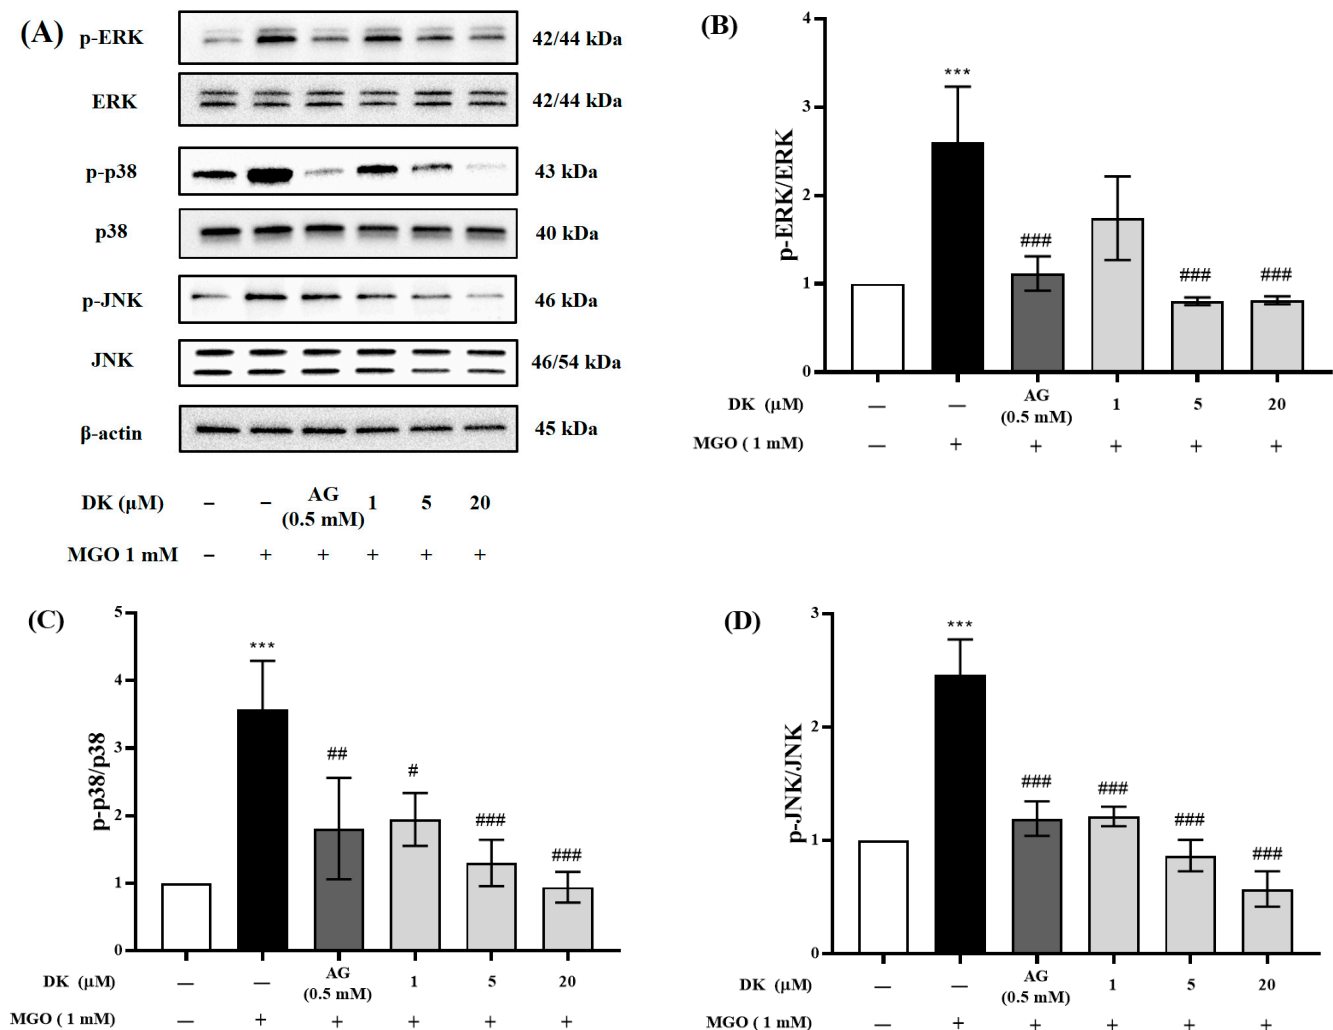 (A)
p-ERK 42/44 kDa
ERK 42/44 kDa
p-p38 43 kDa
p38 40 kDa
p-JNK 46 kDa
JNK 46/54 kDa
β-actin 45 kDa
DK (μM) – – AG (0.5 mM) 1 5 20
MGO 1 mM – + + + + +
(B)
p-ERK/ERK
4
3
2
1
0
***
###
###
###
DK (μM) — — AG (0.5 mM) 1 5 20
MGO ( 1 mM) — + + + + +
(C)
p-p38/p38
5
4
3
2
1
0
***
##
#
###
###
DK (μM) — — AG (0.5 mM) 1 5 20
MGO ( 1 mM) — + + + + +
(D)
p-JNK/JNK
3
2
1
0
***
###
###
###
###
DK (μM) — — AG (0.5 mM) 1 5 20
MGO ( 1 mM) — + + + + +